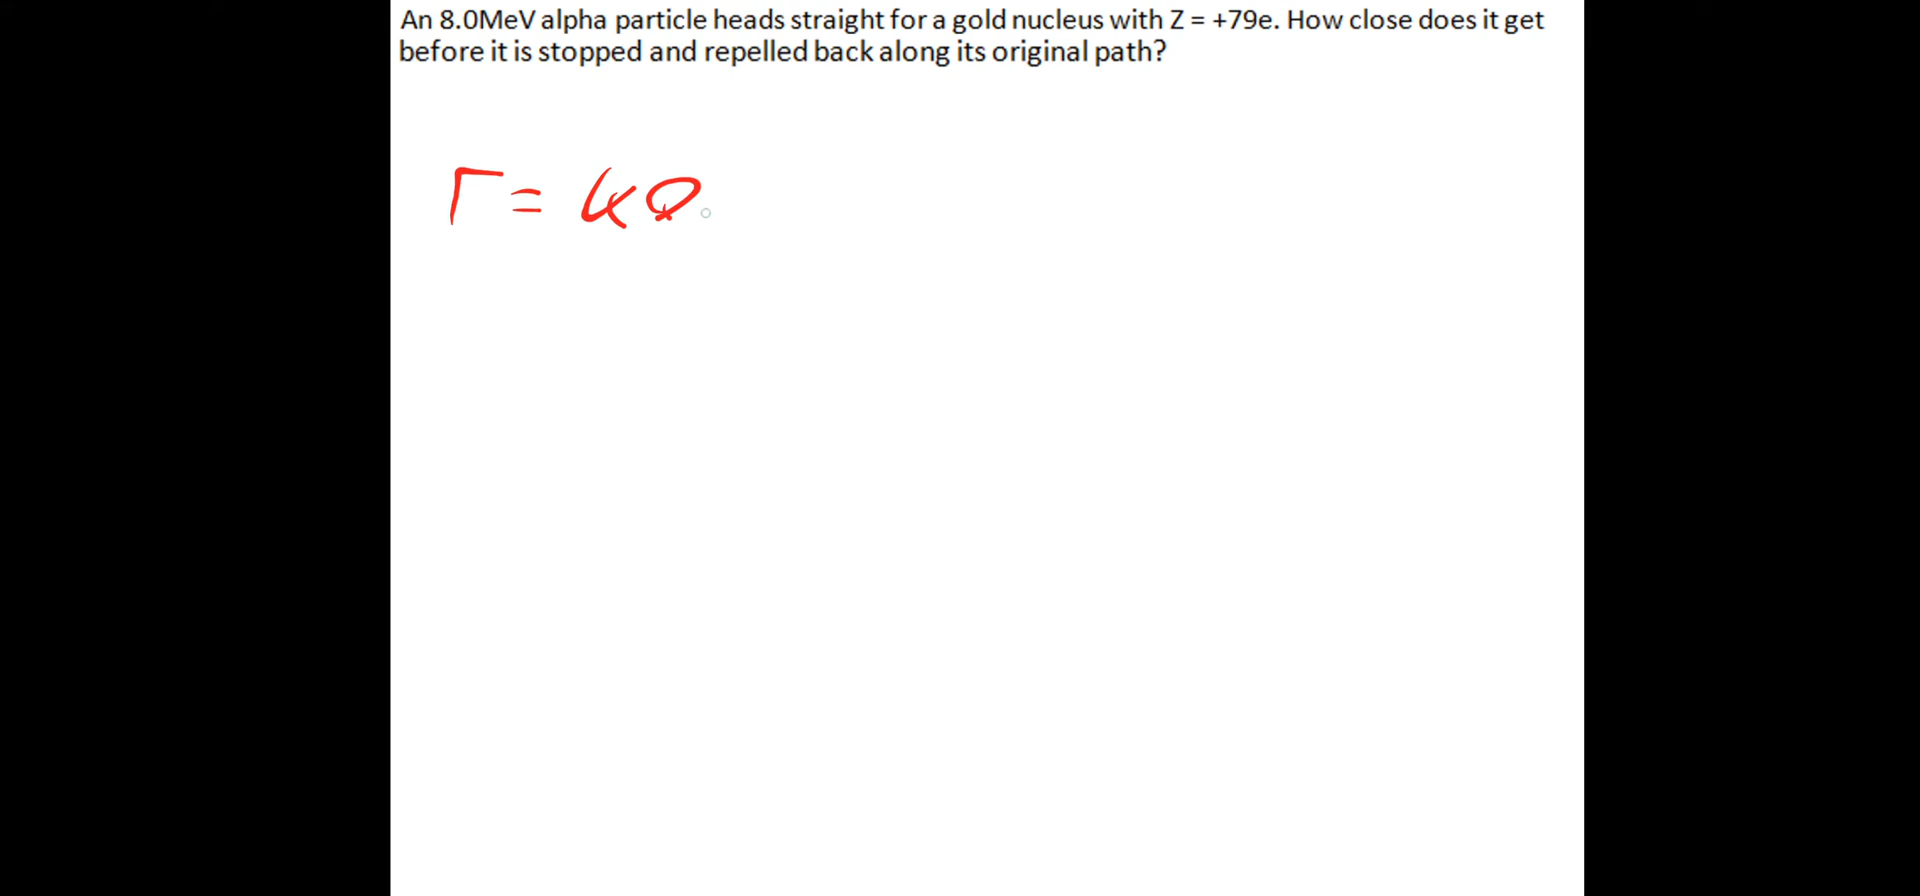 An 8.0MeV alpha particle heads straight for a gold nucleus with Z = +79e. How close does it get
before it is stopped and repelled back along its original path?
r = kQ